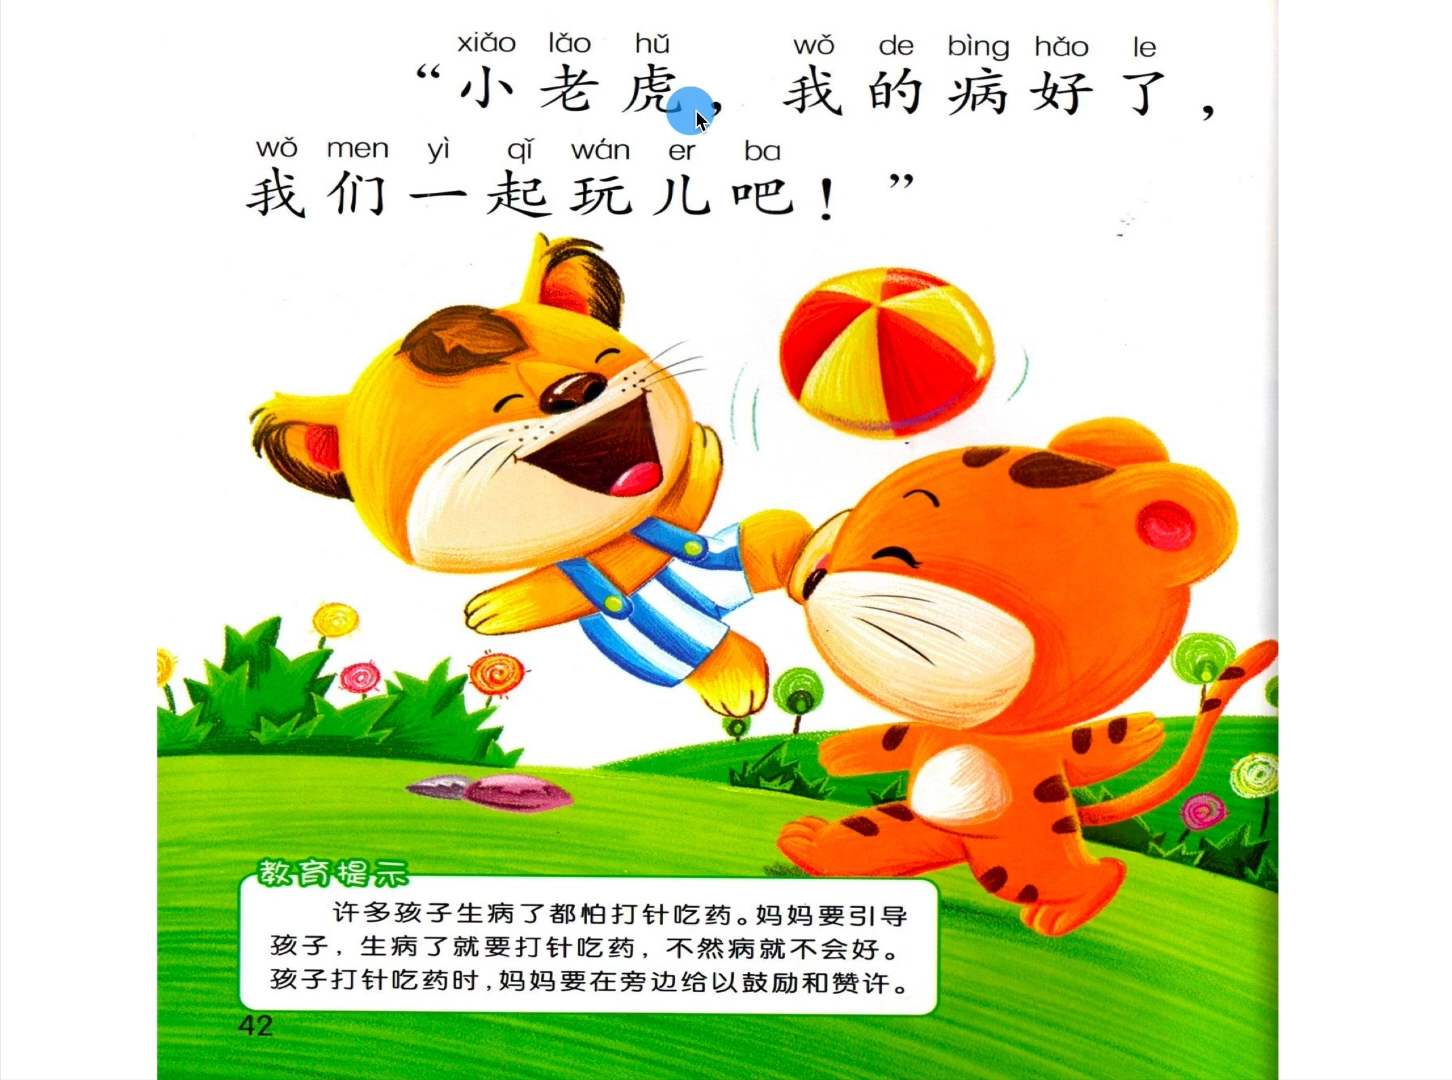 xiǎo lǎo hǔ wǒ de bìng hǎo le
“小老虎，我的病好了，
wǒ men yì qǐ wán er ba
我们一起玩儿吧！”
教育提示
许多孩子生病了都怕打针吃药。妈妈要引导
孩子，生病了就要打针吃药，不然病就不会好。
孩子打针吃药时，妈妈要在旁边给以鼓励和赞许。
42